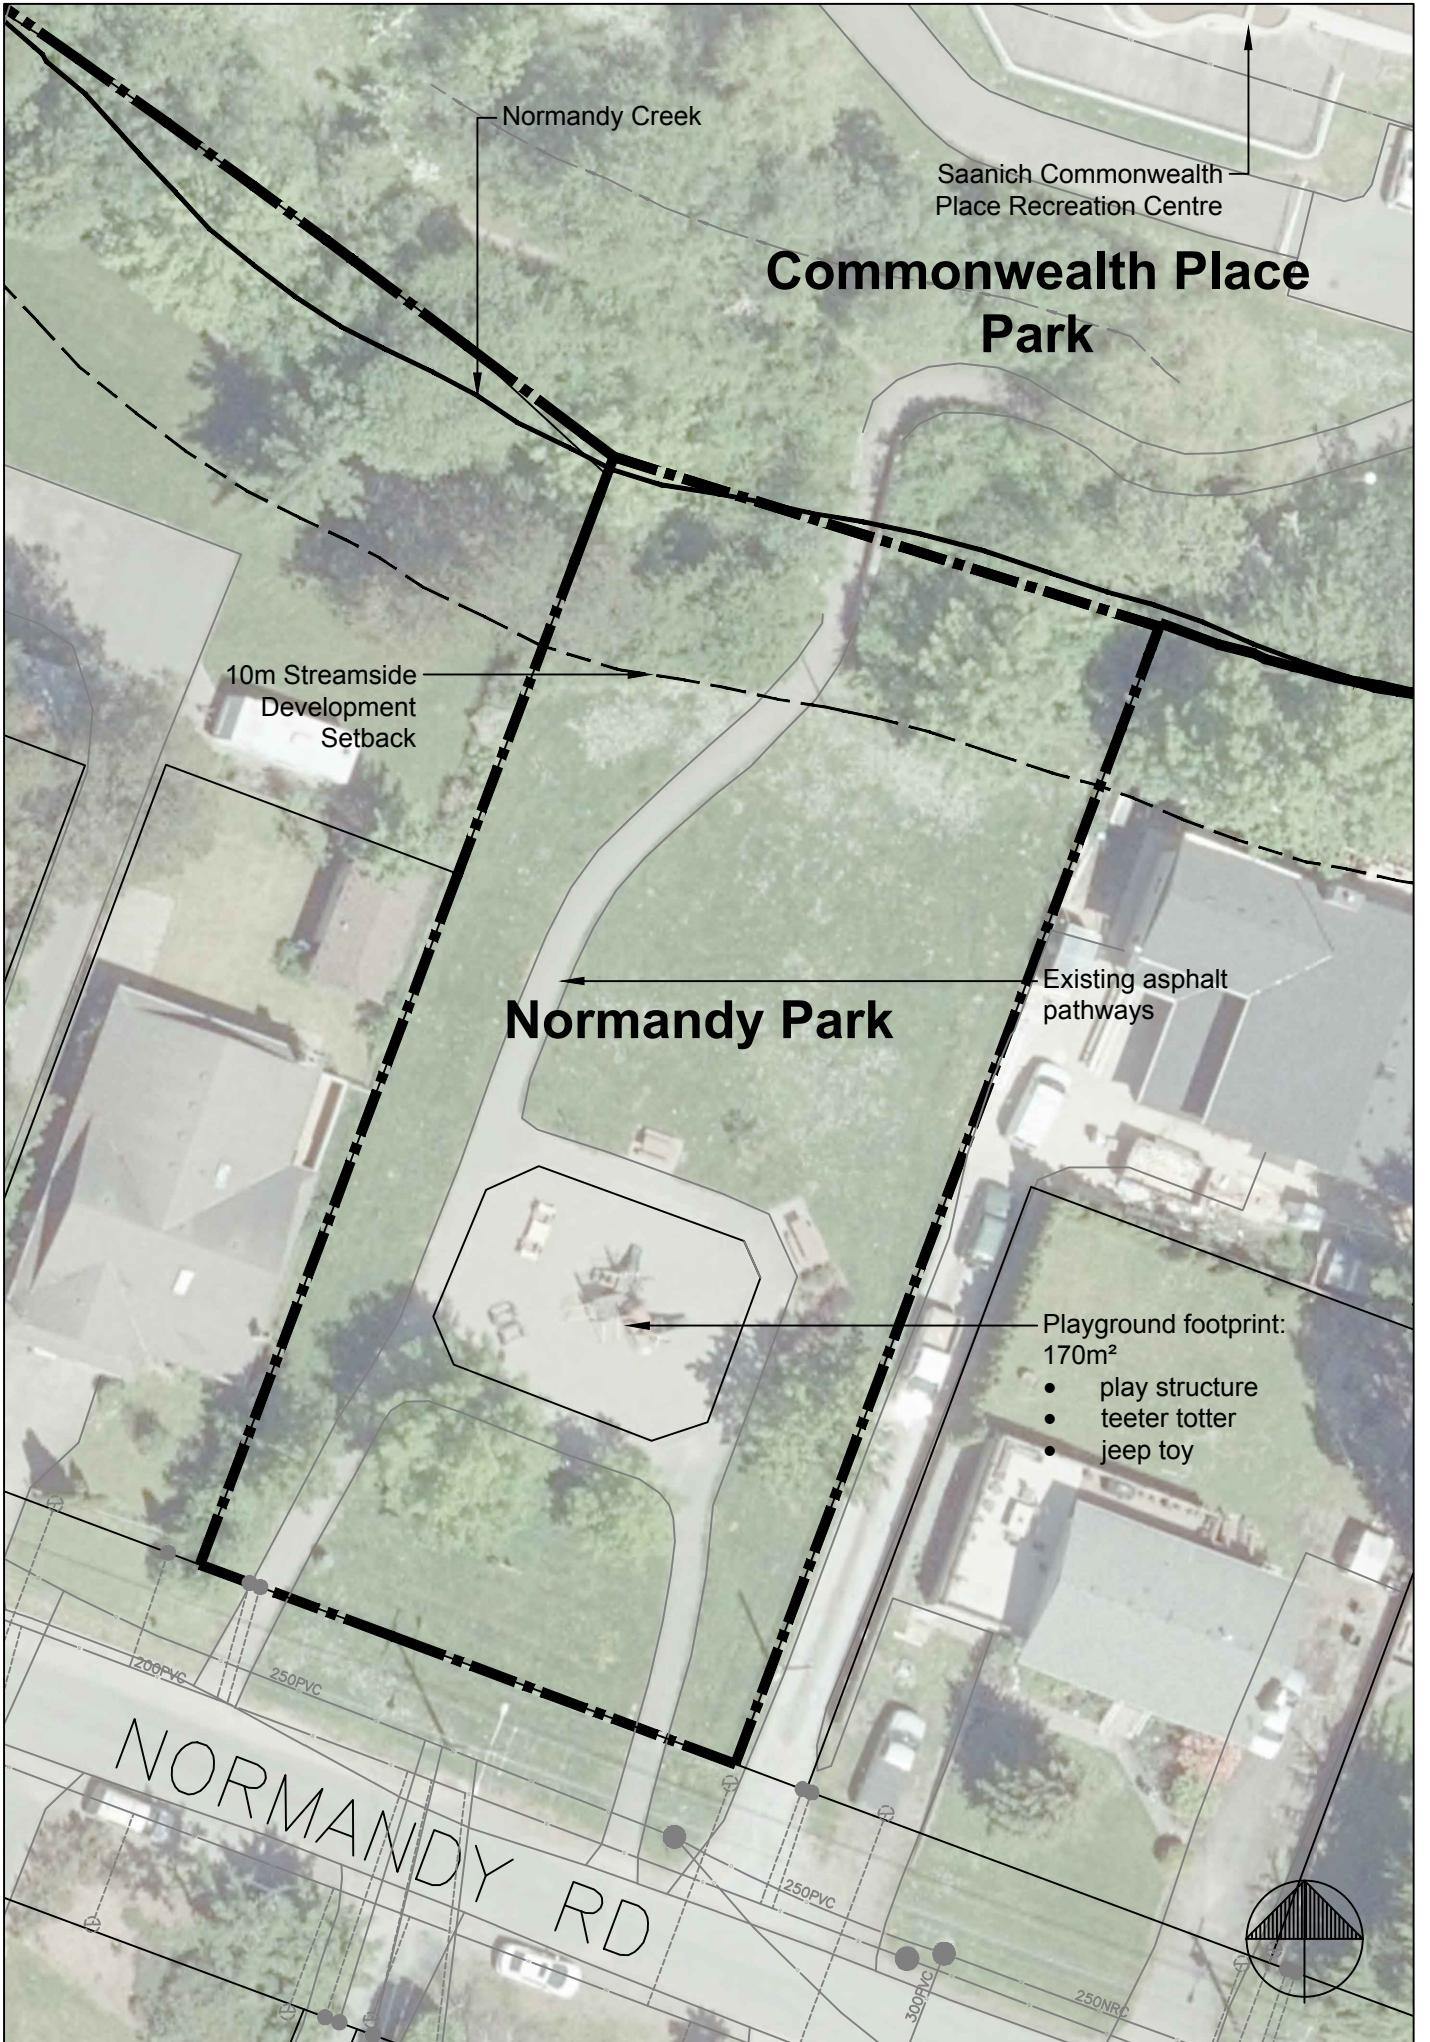 Normandy Creek
Saanich Commonwealth
Place Recreation Centre
Commonwealth Place
Park
10m Streamside
Development
Setback
Existing asphalt
pathways
Normandy Park
Playground footprint:
170m²
• play structure
• teeter totter
• jeep toy
200PVC
250PVC
NORMANDY RD
250PVC
300PVC
250NRC